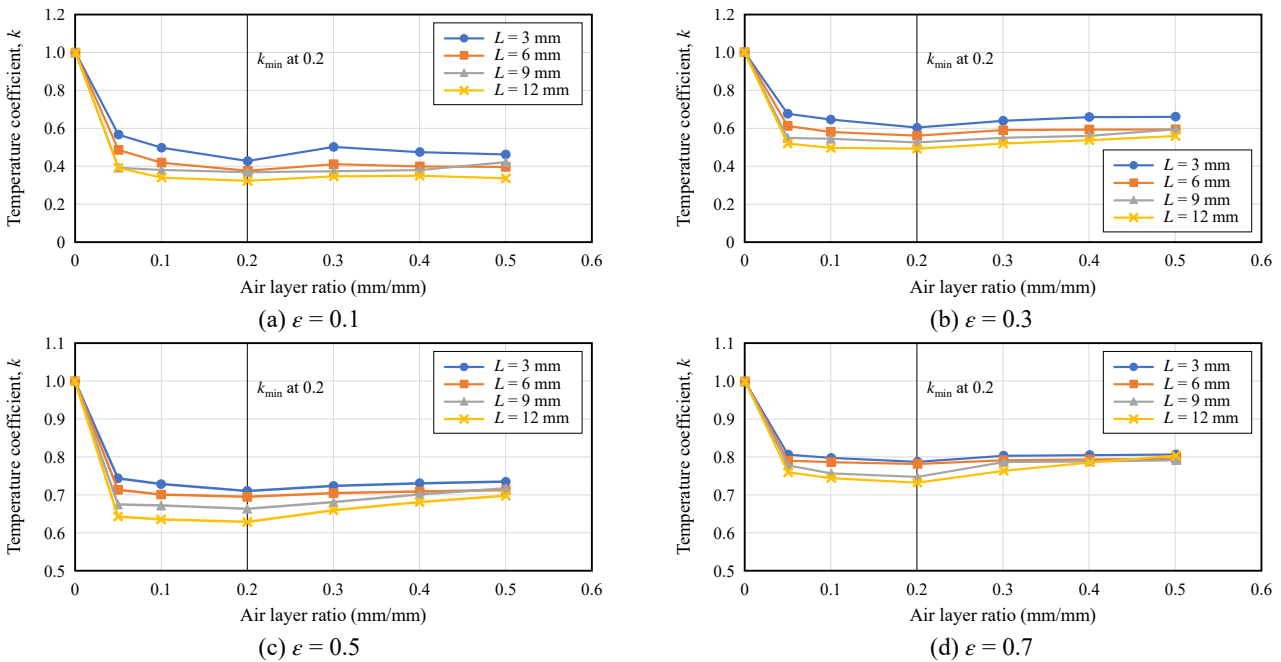 Temperature coefficient, k
1.2
1.0
0.8
0.6
0.4
0.2
0
k_min at 0.2
L = 3 mm
L = 6 mm
L = 9 mm
L = 12 mm
0 0.1 0.2 0.3 0.4 0.5 0.6
Air layer ratio (mm/mm)
(a) ε = 0.1
Temperature coefficient, k
1.2
1.0
0.8
0.6
0.4
0.2
0
k_min at 0.2
L = 3 mm
L = 6 mm
L = 9 mm
L = 12 mm
0 0.1 0.2 0.3 0.4 0.5 0.6
Air layer ratio (mm/mm)
(b) ε = 0.3
Temperature coefficient, k
1.1
1.0
0.9
0.8
0.7
0.6
0.5
k_min at 0.2
L = 3 mm
L = 6 mm
L = 9 mm
L = 12 mm
0 0.1 0.2 0.3 0.4 0.5 0.6
Air layer ratio (mm/mm)
(c) ε = 0.5
Temperature coefficient, k
1.1
1.0
0.9
0.8
0.7
0.6
0.5
k_min at 0.2
L = 3 mm
L = 6 mm
L = 9 mm
L = 12 mm
0 0.1 0.2 0.3 0.4 0.5 0.6
Air layer ratio (mm/mm)
(d) ε = 0.7